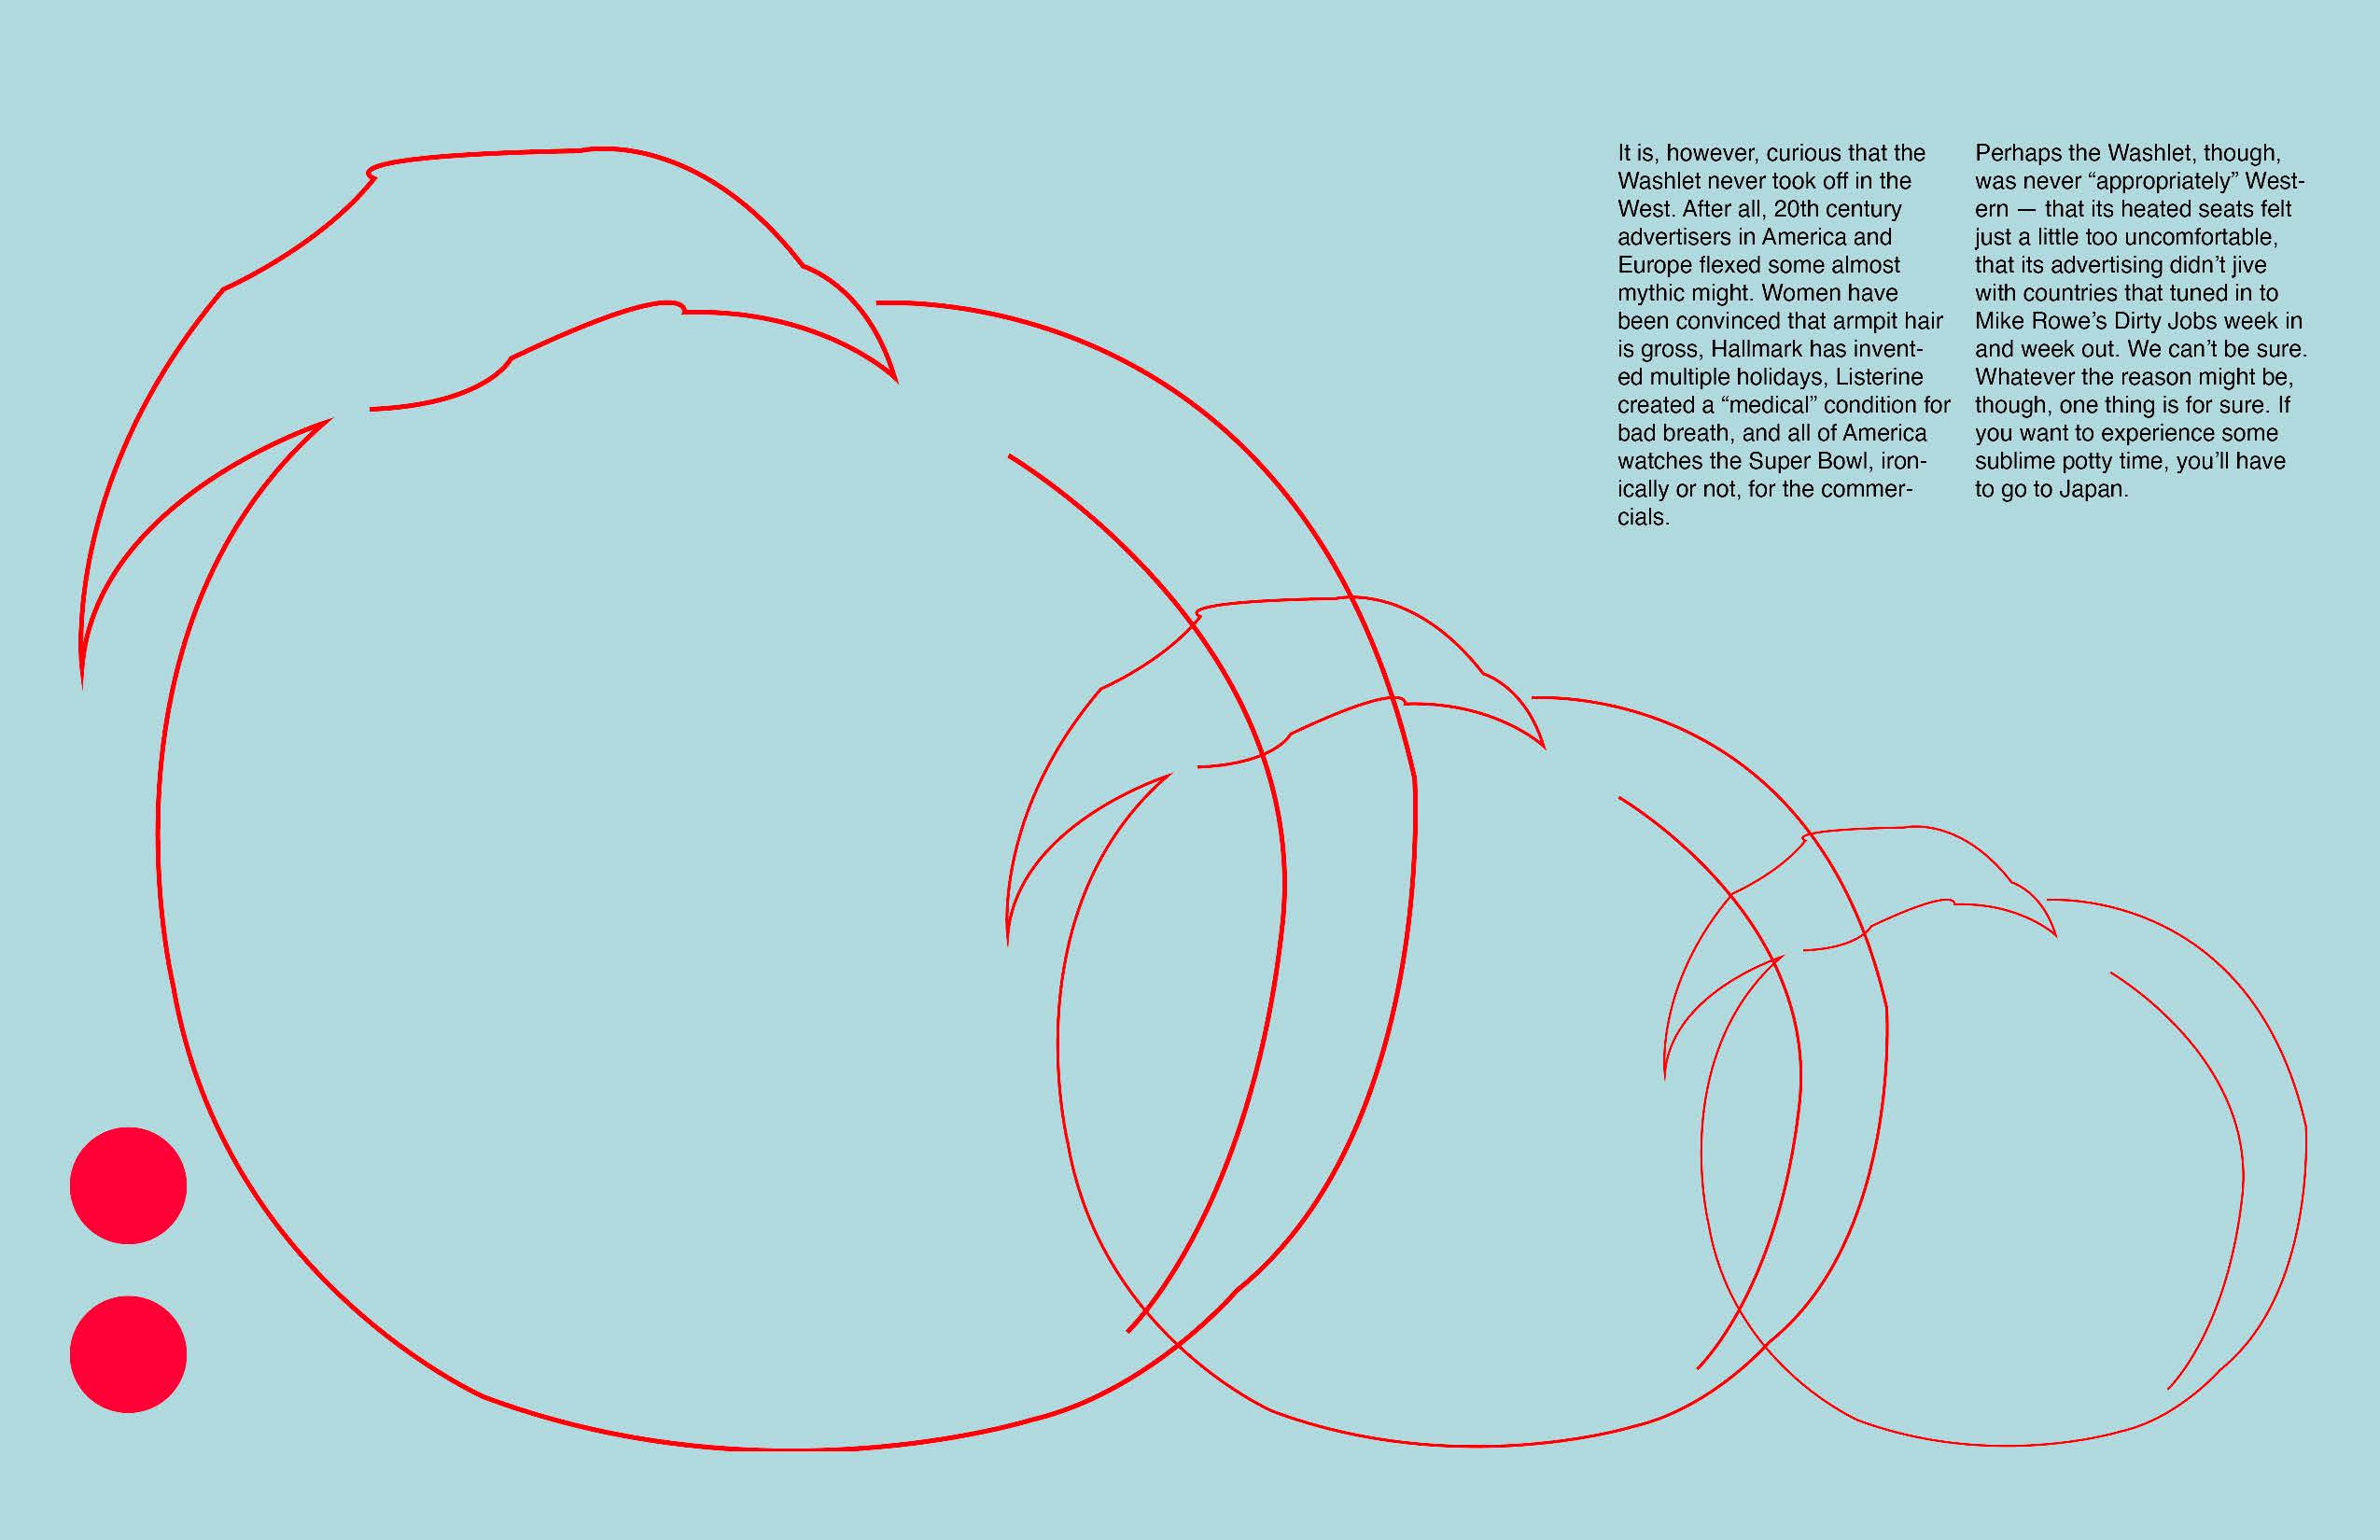 It is, however, curious that the
Washlet never took off in the
West. After all, 20th century
advertisers in America and
Europe flexed some almost
mythic might. Women have
been convinced that armpit hair
is gross, Hallmark has invent-
ed multiple holidays, Listerine
created a “medical” condition for
bad breath, and all of America
watches the Super Bowl, iron-
ically or not, for the commer-
cials.
Perhaps the Washlet, though,
was never “appropriately” West-
ern — that its heated seats felt
just a little too uncomfortable,
that its advertising didn’t jive
with countries that tuned in to
Mike Rowe’s Dirty Jobs week in
and week out. We can’t be sure.
Whatever the reason might be,
though, one thing is for sure. If
you want to experience some
sublime potty time, you’ll have
to go to Japan.